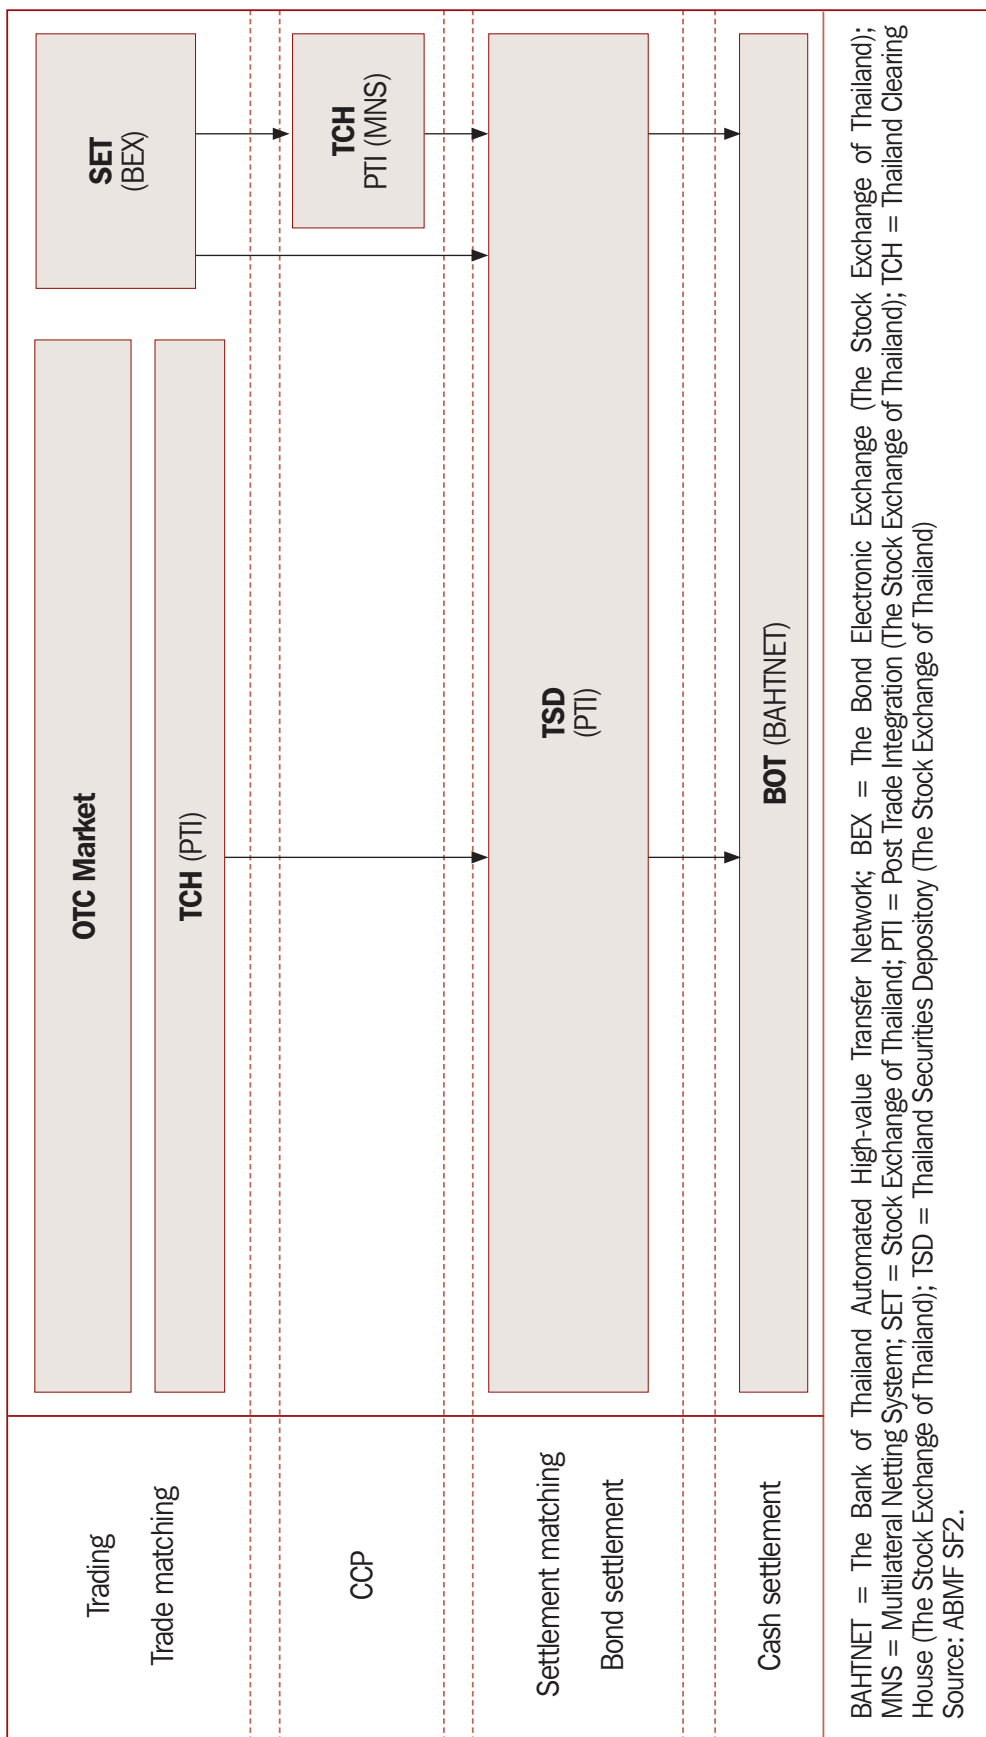 Trading
Trade matching
OTC Market
TCH (PTI)
SET
(BEX)
CCP
TCH
PTI (MNS)
Settlement matching
Bond settlement
TSD
(PTI)
Cash settlement
BOT (BAHTNET)
BAHTNET = The Bank of Thailand Automated High-value Transfer Network; BEX = The Bond Electronic Exchange (The Stock Exchange of Thailand);
MNS = Multilateral Netting System; SET = Stock Exchange of Thailand; PTI = Post Trade Integration (The Stock Exchange of Thailand); TCH = Thailand Clearing
House (The Stock Exchange of Thailand); TSD = Thailand Securities Depository (The Stock Exchange of Thailand)
Source: ABMF SF2.